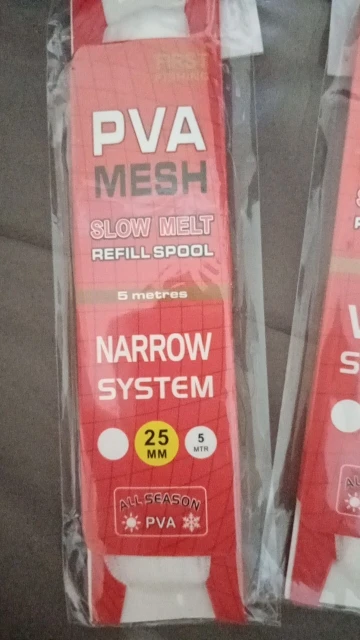 FIRST
FISHING
PVA
MESH
SLOW MELT
REFILL SPOOL
5 metres
NARROW
SYSTEM
25
MM
5
MTR
ALL SEASON
PVA